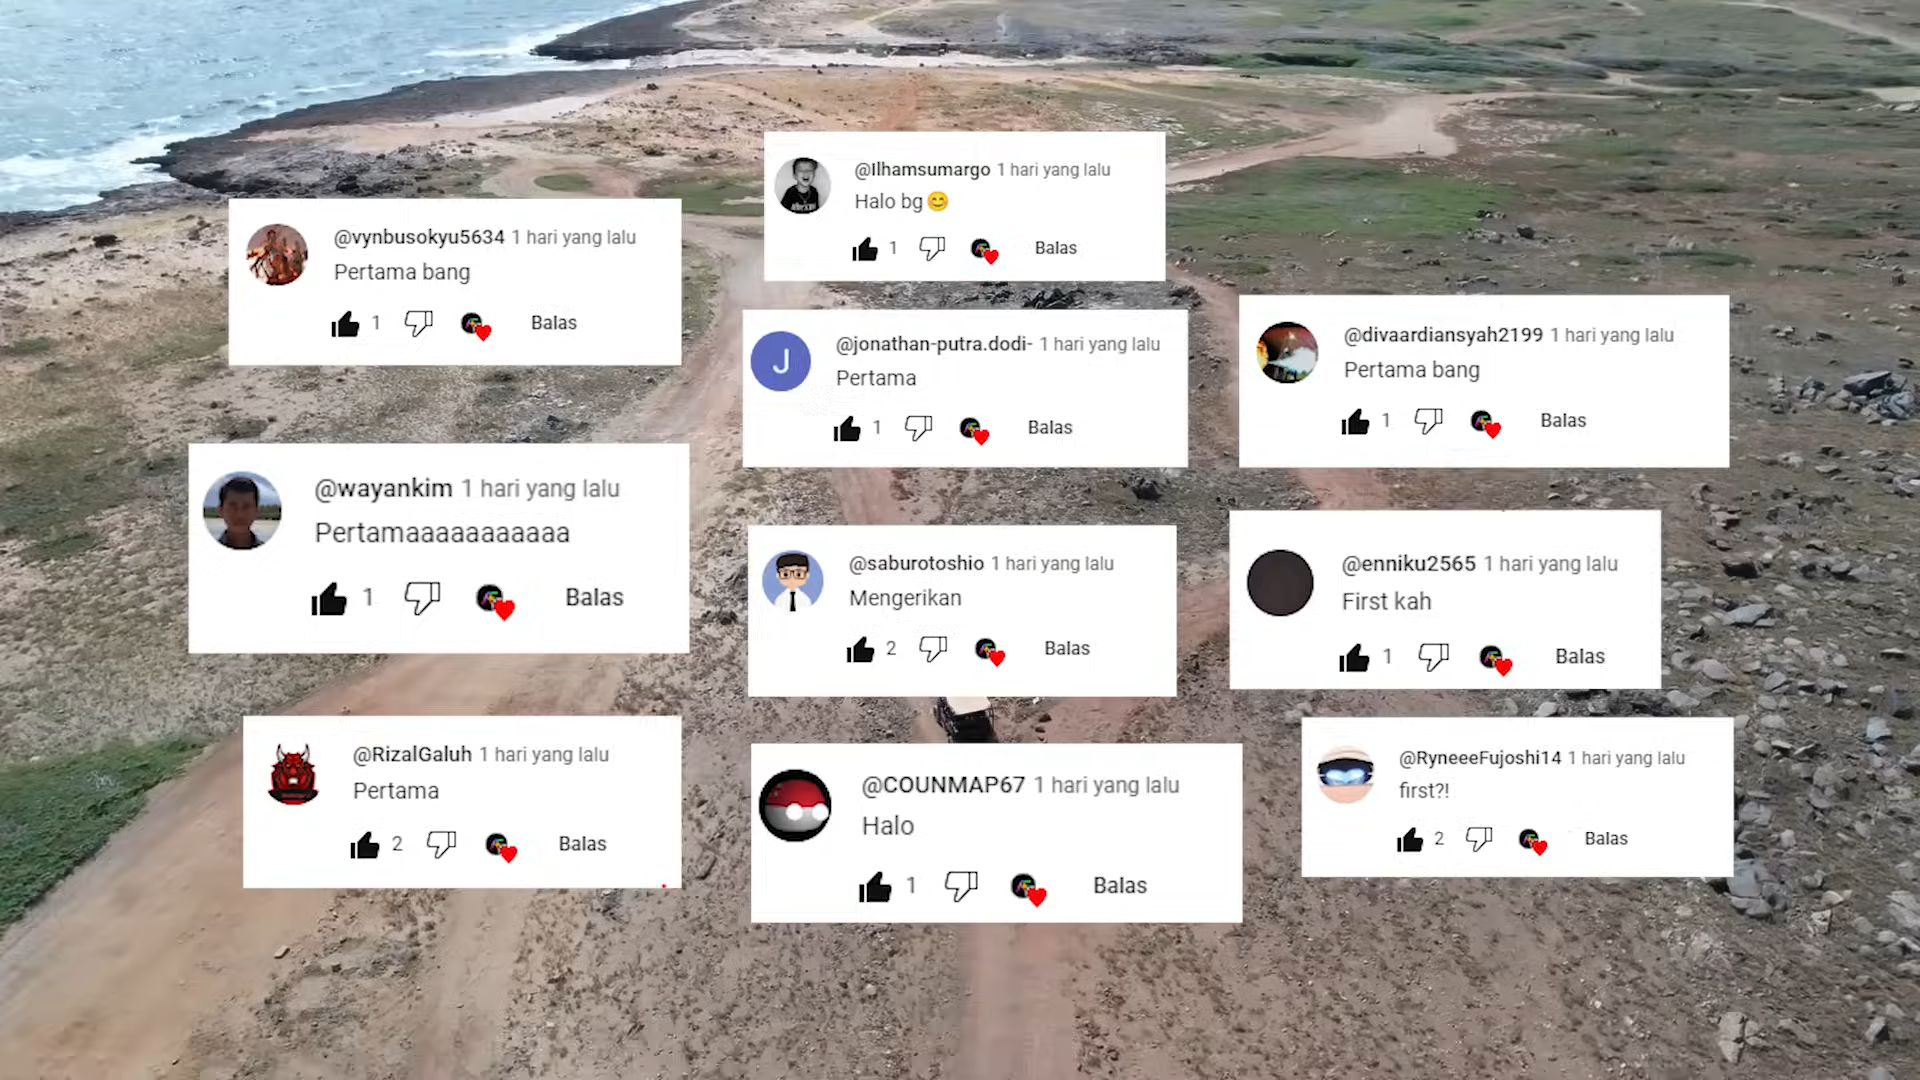 @Ilhamsumargo 1 hari yang lalu
Halo bg😊
1 Balas
@vynbusokyu5634 1 hari yang lalu
Pertama bang
1 Balas
@jonathan-putra.dodi- 1 hari yang lalu
Pertama
1 Balas
@divaardiansyah2199 1 hari yang lalu
Pertama bang
1 Balas
@wayankim 1 hari yang lalu
Pertamaaaaaaaaaaa
1 Balas
@saburotoshio 1 hari yang lalu
Mengerikan
2 Balas
@enniku2565 1 hari yang lalu
First kah
1 Balas
@RizalGaluh 1 hari yang lalu
Pertama
2 Balas
@COUNMAP67 1 hari yang lalu
Halo
1 Balas
@RyneeeFujoshi14 1 hari yang lalu
first?!
2 Balas